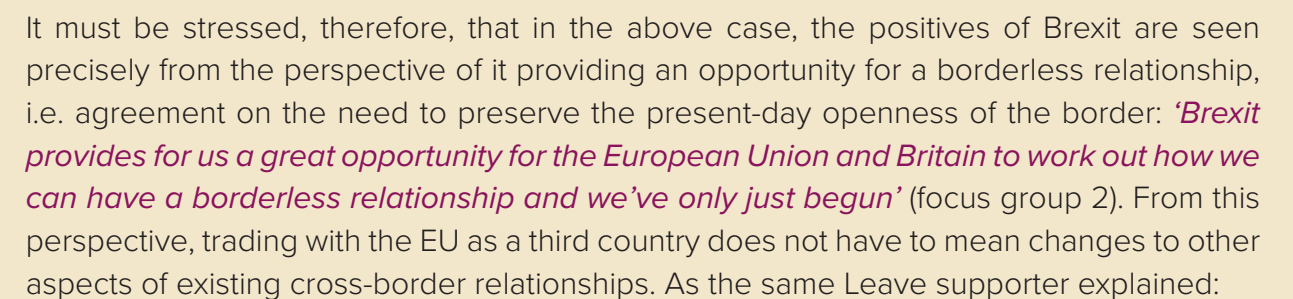 It must be stressed, therefore, that in the above case, the positives of Brexit are seen
precisely from the perspective of it providing an opportunity for a borderless relationship,
i.e. agreement on the need to preserve the present-day openness of the border: ‘Brexit
provides for us a great opportunity for the European Union and Britain to work out how we
can have a borderless relationship and we’ve only just begun’ (focus group 2). From this
perspective, trading with the EU as a third country does not have to mean changes to other
aspects of existing cross-border relationships. As the same Leave supporter explained: